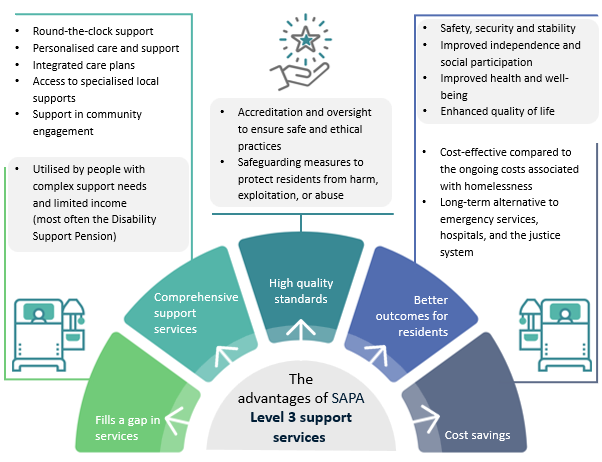 Round-the-clock support
Personalised care and support
Integrated care plans
Access to specialised local
supports
Support in community
engagement
Utilised by people with
complex support needs
and limited income
(most often the Disability
Support Pension)
Accreditation and oversight
to ensure safe and ethical
practices
Safeguarding measures to
protect residents from harm,
exploitation, or abuse
Safety, security and stability
Improved independence and
social participation
Improved health and well-
being
Enhanced quality of life
Cost-effective compared to
the ongoing costs associated
with homelessness
Long-term alternative to
emergency services,
hospitals, and the justice
system
Fills a gap in
services
Comprehensive
support
services
High quality
standards
Better
outcomes for
residents
Cost savings
The
advantages of SAPA
Level 3 support
services